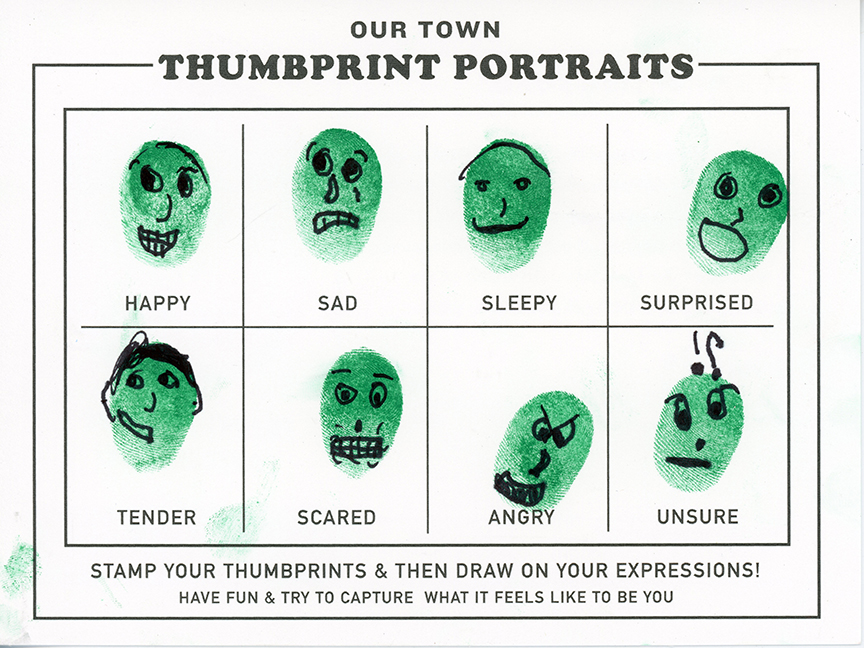 OUR TOWN
THUMBPRINT PORTRAITS
HAPPY SAD SLEEPY SURPRISED
!?
TENDER SCARED ANGRY UNSURE
STAMP YOUR THUMBPRINTS & THEN DRAW ON YOUR EXPRESSIONS!
HAVE FUN & TRY TO CAPTURE WHAT IT FEELS LIKE TO BE YOU